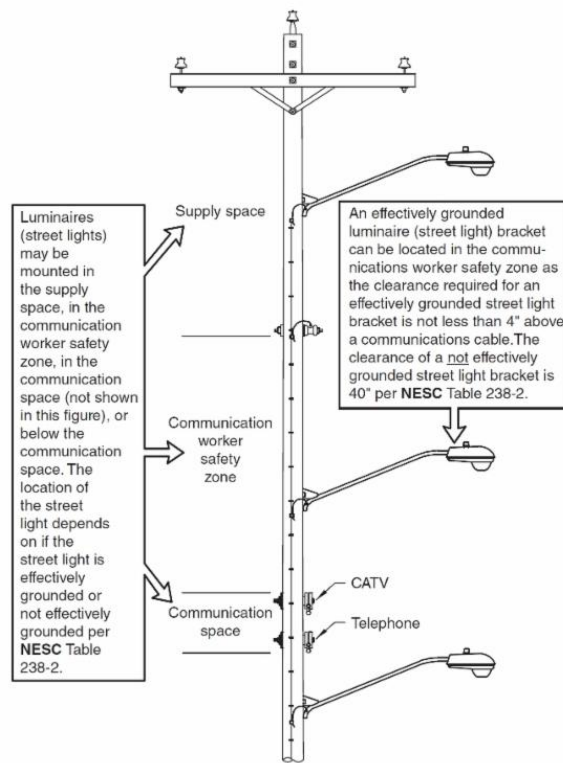 Luminaires
(street lights)
may be
mounted in
the supply
space, in the
communication
worker safety
zone, in the
communication
space (not shown
in this figure), or
below the
communication
space. The
location of
the street
light depends
on if the
street light is
effectively
grounded or
not effectively
grounded per
NESC Table
238-2.
Supply space
Communication
worker
safety
zone
Communication
space
An effectively grounded
luminaire (street light) bracket
can be located in the commu-
nications worker safety zone as
the clearance required for an
effectively grounded street light
bracket is not less than 4" above
a communications cable.The
clearance of a not effectively
grounded street light bracket is
40" per NESC Table 238-2.
CATV
Telephone